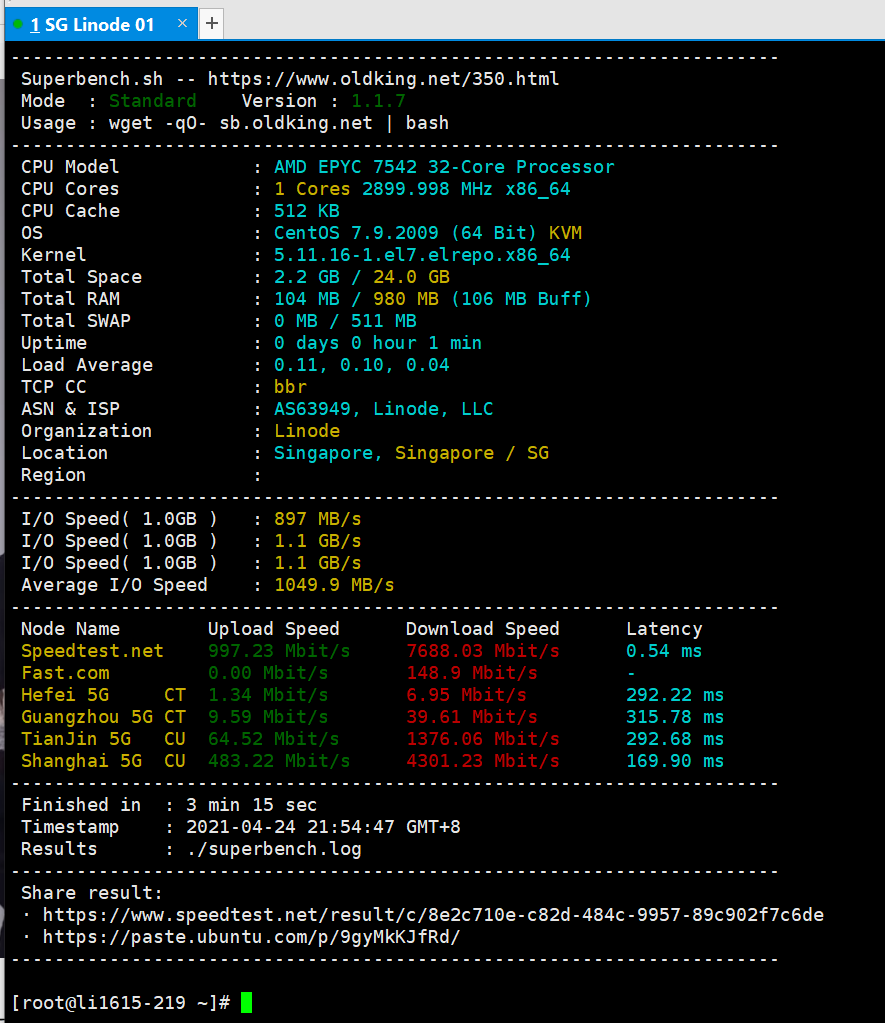 1 SG Linode 01 × +
----------------------------------------------------------------------
Superbench.sh -- https://www.oldking.net/350.html
Mode  : Standard    Version : 1.1.7
Usage : wget -qO- sb.oldking.net | bash
----------------------------------------------------------------------
CPU Model            : AMD EPYC 7542 32-Core Processor
CPU Cores            : 1 Cores 2899.998 MHz x86_64
CPU Cache            : 512 KB
OS                   : CentOS 7.9.2009 (64 Bit) KVM
Kernel               : 5.11.16-1.el7.elrepo.x86_64
Total Space          : 2.2 GB / 24.0 GB
Total RAM            : 104 MB / 980 MB (106 MB Buff)
Total SWAP           : 0 MB / 511 MB
Uptime               : 0 days 0 hour 1 min
Load Average         : 0.11, 0.10, 0.04
TCP CC               : bbr
ASN & ISP            : AS63949, Linode, LLC
Organization         : Linode
Location             : Singapore, Singapore / SG
Region               :
----------------------------------------------------------------------
I/O Speed( 1.0GB )   : 897 MB/s
I/O Speed( 1.0GB )   : 1.1 GB/s
I/O Speed( 1.0GB )   : 1.1 GB/s
Average I/O Speed    : 1049.9 MB/s
----------------------------------------------------------------------
Node Name        Upload Speed      Download Speed      Latency
Speedtest.net    997.23 Mbit/s     7688.03 Mbit/s      0.54 ms
Fast.com         0.00 Mbit/s       148.9 Mbit/s        -
Hefei 5G     CT  1.34 Mbit/s       6.95 Mbit/s         292.22 ms
Guangzhou 5G CT  9.59 Mbit/s       39.61 Mbit/s        315.78 ms
TianJin 5G   CU  64.52 Mbit/s      1376.06 Mbit/s      292.68 ms
Shanghai 5G  CU  483.22 Mbit/s     4301.23 Mbit/s      169.90 ms
----------------------------------------------------------------------
Finished in  : 3 min 15 sec
Timestamp    : 2021-04-24 21:54:47 GMT+8
Results      : ./superbench.log
----------------------------------------------------------------------
Share result:
· https://www.speedtest.net/result/c/8e2c710e-c82d-484c-9957-89c902f7c6de
· https://paste.ubuntu.com/p/9gyMkKJfRd/
----------------------------------------------------------------------
[root@li1615-219 ~]#